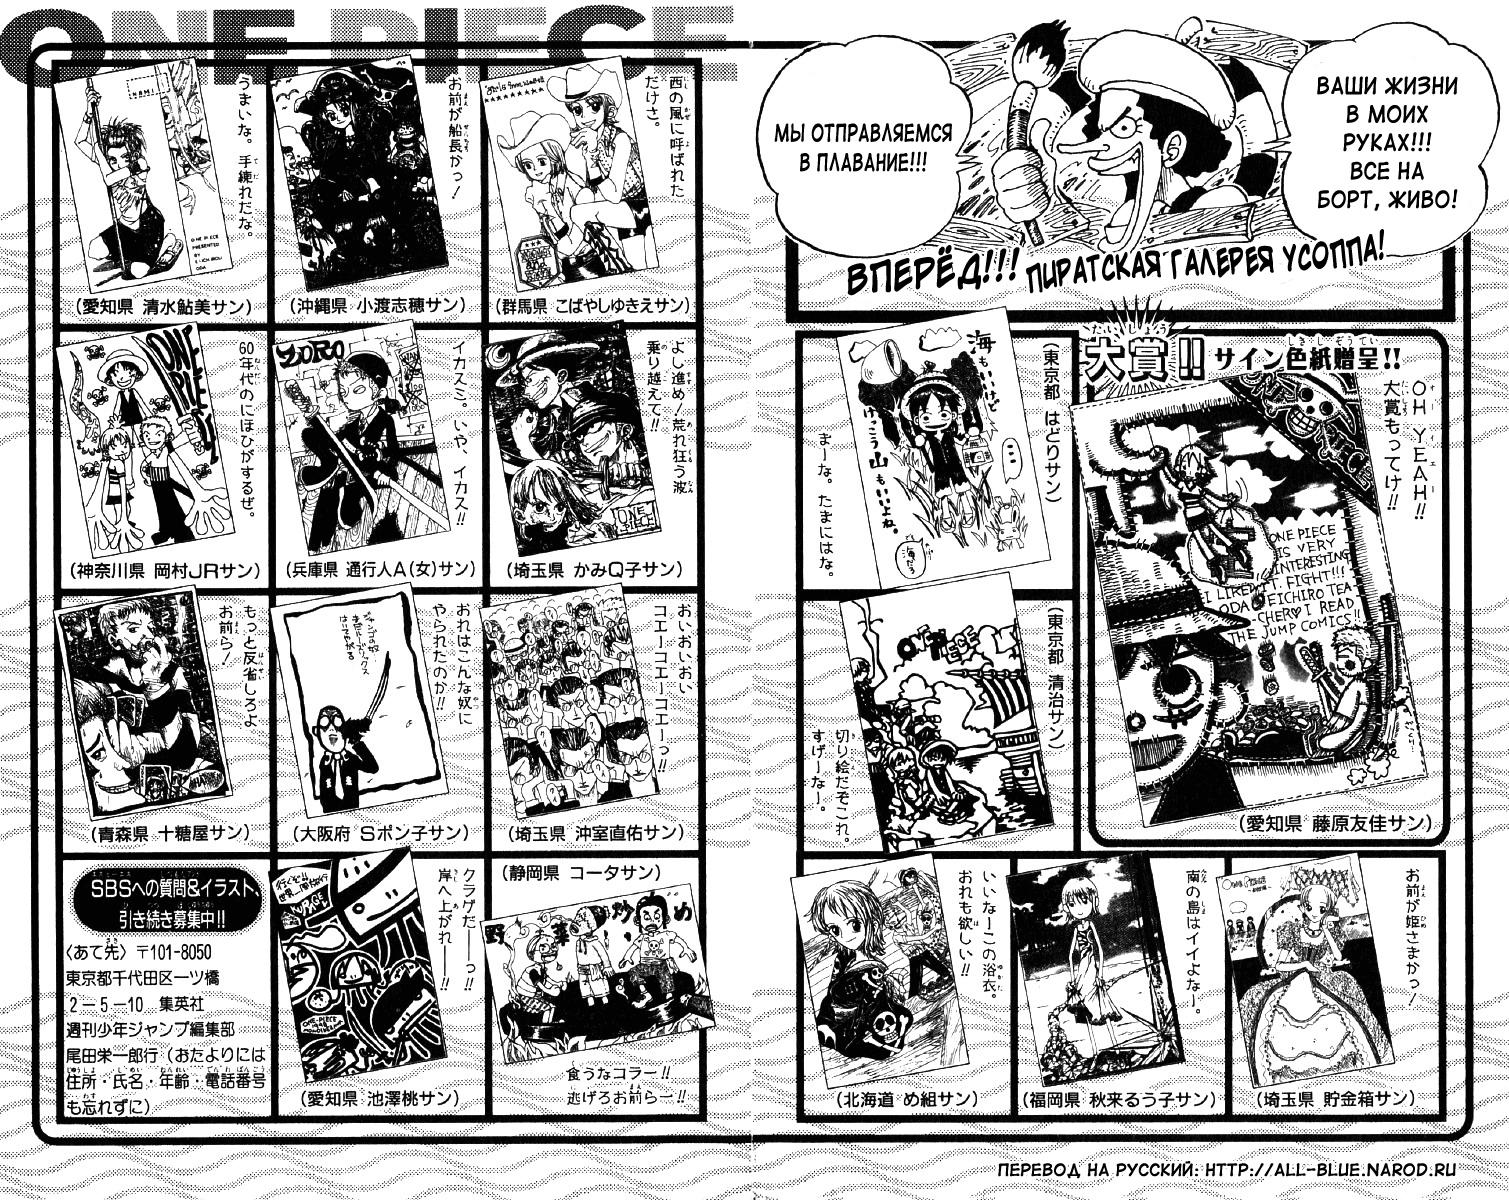 ONE PIECE
ВАШИ ЖИЗНИ
В МОИХ
РУКАХ!!!
ВСЕ НА
БОРТ, ЖИВО!
МЫ ОТПРАВЛЯЕМСЯ
В ПЛАВАНИЕ!!!
ВПЕРЁД!!! ПИРАТСКАЯ ГАЛЕРЕЯ УСОППА!
大賞!! サイン色紙贈呈!!
OH YEAH!!
大賞もってけ!!
ONE PIECE
IS VERY
INTERESTING
I LIRED IT. FIGHT!!!
ODA EIICHIRO TEA-
CHER I READ
THE JUMP COMICS!!
(愛知県 藤原友佳サン)
(東京都 はどりサン)
海もいいけど
けっこう山もいいよね。
まーな。たまにはな。
(東京都 清治サン)
ONE PIECE
切り絵だぞこれ。
すげーなー。
お前が姫さまかっ!
(埼玉県 貯金箱サン)
南の島はイイよなー。
(福岡県 秋来るう子サン)
いいなーこの浴衣。
おれも欲しい!!
(北海道 め組サン)
西の風に呼ばれた
だけさ。
(群馬県 こばやしゆきえサン)
お前が船長かっ!
(沖縄県 小渡志穂サン)
うまいな。手練れだな。
NAMI
ONE PIECE
PRESENTED
BY
(愛知県 清水鮎美サン)
よし進め!荒れ狂う波
乗り越えて!!
ONE PIECE
(埼玉県 かみQ子サン)
イカスミ。いや、イカス!!
ZORO
(兵庫県 通行人A(女)サン)
60年代のにほひがするぜ。
ONE PIECE
(神奈川県 岡村JRサン)
おいおいおい
コエーコエーコエーっ!!
(埼玉県 沖室直佑サン)
おれはこんな奴に
やられたのか!!
(大阪府 Sポン子サン)
もっと反省しろよ
お前ら!
(青森県 十糖屋サン)
(静岡県 コータサン)
野菜炒め
食うなコラー!!
逃げろお前らー!!
クラゲだーーっ!!
岸へ上がれーー!!
(愛知県 池澤桃サン)
SBSへの質問&イラスト、
引き続き募集中!!
〈あて先〉〒101-8050
東京都千代田区一ツ橋
2－5－10 集英社
週刊少年ジャンプ編集部
尾田栄一郎行(おたよりには
住所・氏名・年齢・電話番号
も忘れずに)
ПЕРЕВОД НА РУССКИЙ: HTTP://ALL-BLUE.NAROD.RU